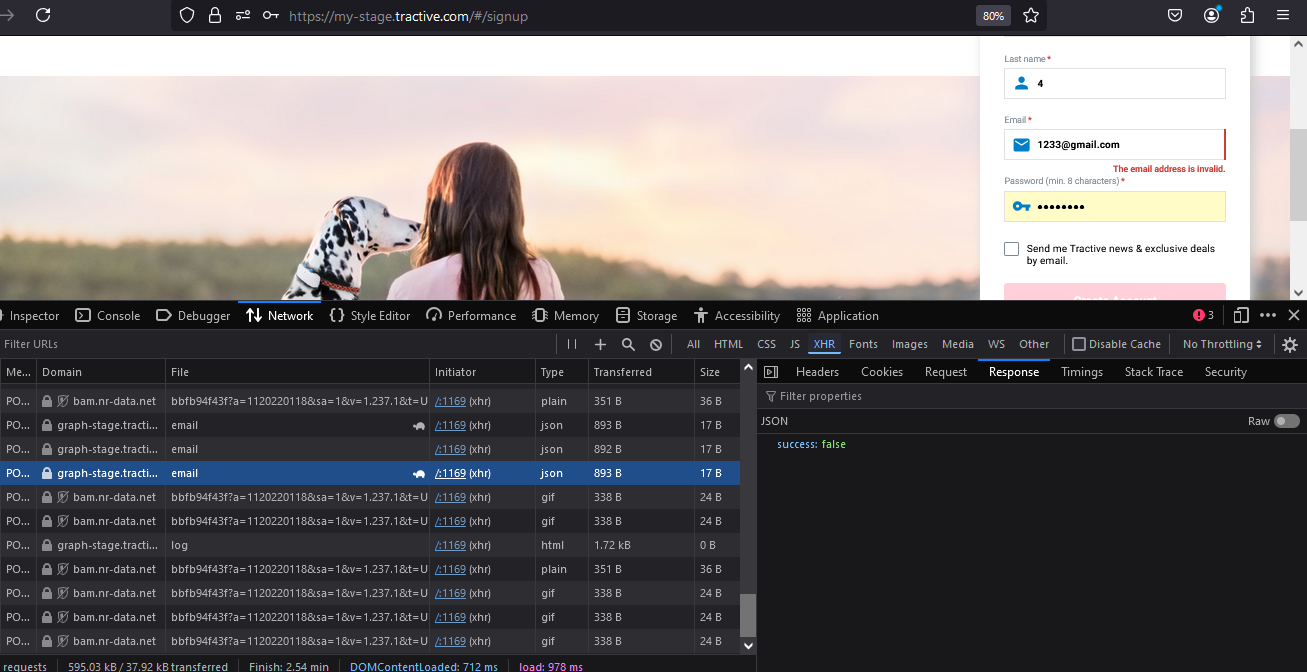 https://my-stage.tractive.com/#/signup 80%
Last name *
4
Email *
1233@gmail.com
The email address is invalid.
Password (min. 8 characters) *
Send me Tractive news & exclusive deals
by email.
Create Account
Inspector Console Debugger Network Style Editor Performance Memory Storage Accessibility Application 3
Filter URLs All HTML CSS JS XHR Fonts Images Media WS Other Disable Cache No Throttling
Me... Domain File Initiator Type Transferred Size
PO... bam.nr-data.net bbfb94f43f?a=1120220118&sa=1&v=1.237.1&t=U /:1169 (xhr) plain 351 B 36 B
PO... graph-stage.tracti... email /:1169 (xhr) json 893 B 17 B
PO... graph-stage.tracti... email /:1169 (xhr) json 892 B 17 B
PO... graph-stage.tracti... email /:1169 (xhr) json 893 B 17 B
PO... bam.nr-data.net bbfb94f43f?a=1120220118&sa=1&v=1.237.1&t=U /:1169 (xhr) gif 338 B 24 B
PO... bam.nr-data.net bbfb94f43f?a=1120220118&sa=1&v=1.237.1&t=U /:1169 (xhr) gif 338 B 24 B
PO... graph-stage.tracti... log /:1169 (xhr) html 1.72 kB 0 B
PO... bam.nr-data.net bbfb94f43f?a=1120220118&sa=1&v=1.237.1&t=U /:1169 (xhr) plain 351 B 36 B
PO... bam.nr-data.net bbfb94f43f?a=1120220118&sa=1&v=1.237.1&t=U /:1169 (xhr) gif 338 B 24 B
PO... bam.nr-data.net bbfb94f43f?a=1120220118&sa=1&v=1.237.1&t=U /:1169 (xhr) gif 338 B 24 B
PO... bam.nr-data.net bbfb94f43f?a=1120220118&sa=1&v=1.237.1&t=U /:1169 (xhr) gif 338 B 24 B
requests 595.03 kB / 37.92 kB transferred Finish: 2.54 min DOMContentLoaded: 712 ms load: 978 ms
Headers Cookies Request Response Timings Stack Trace Security
Filter properties
JSON Raw
success: false